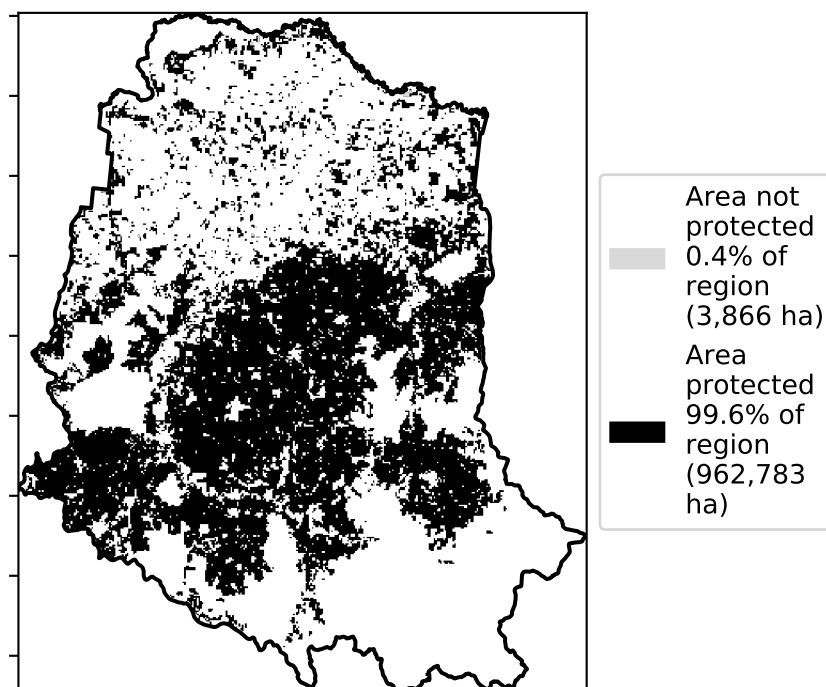 Area not
protected
0.4% of
region
(3,866 ha)
Area
protected
99.6% of
region
(962,783
ha)